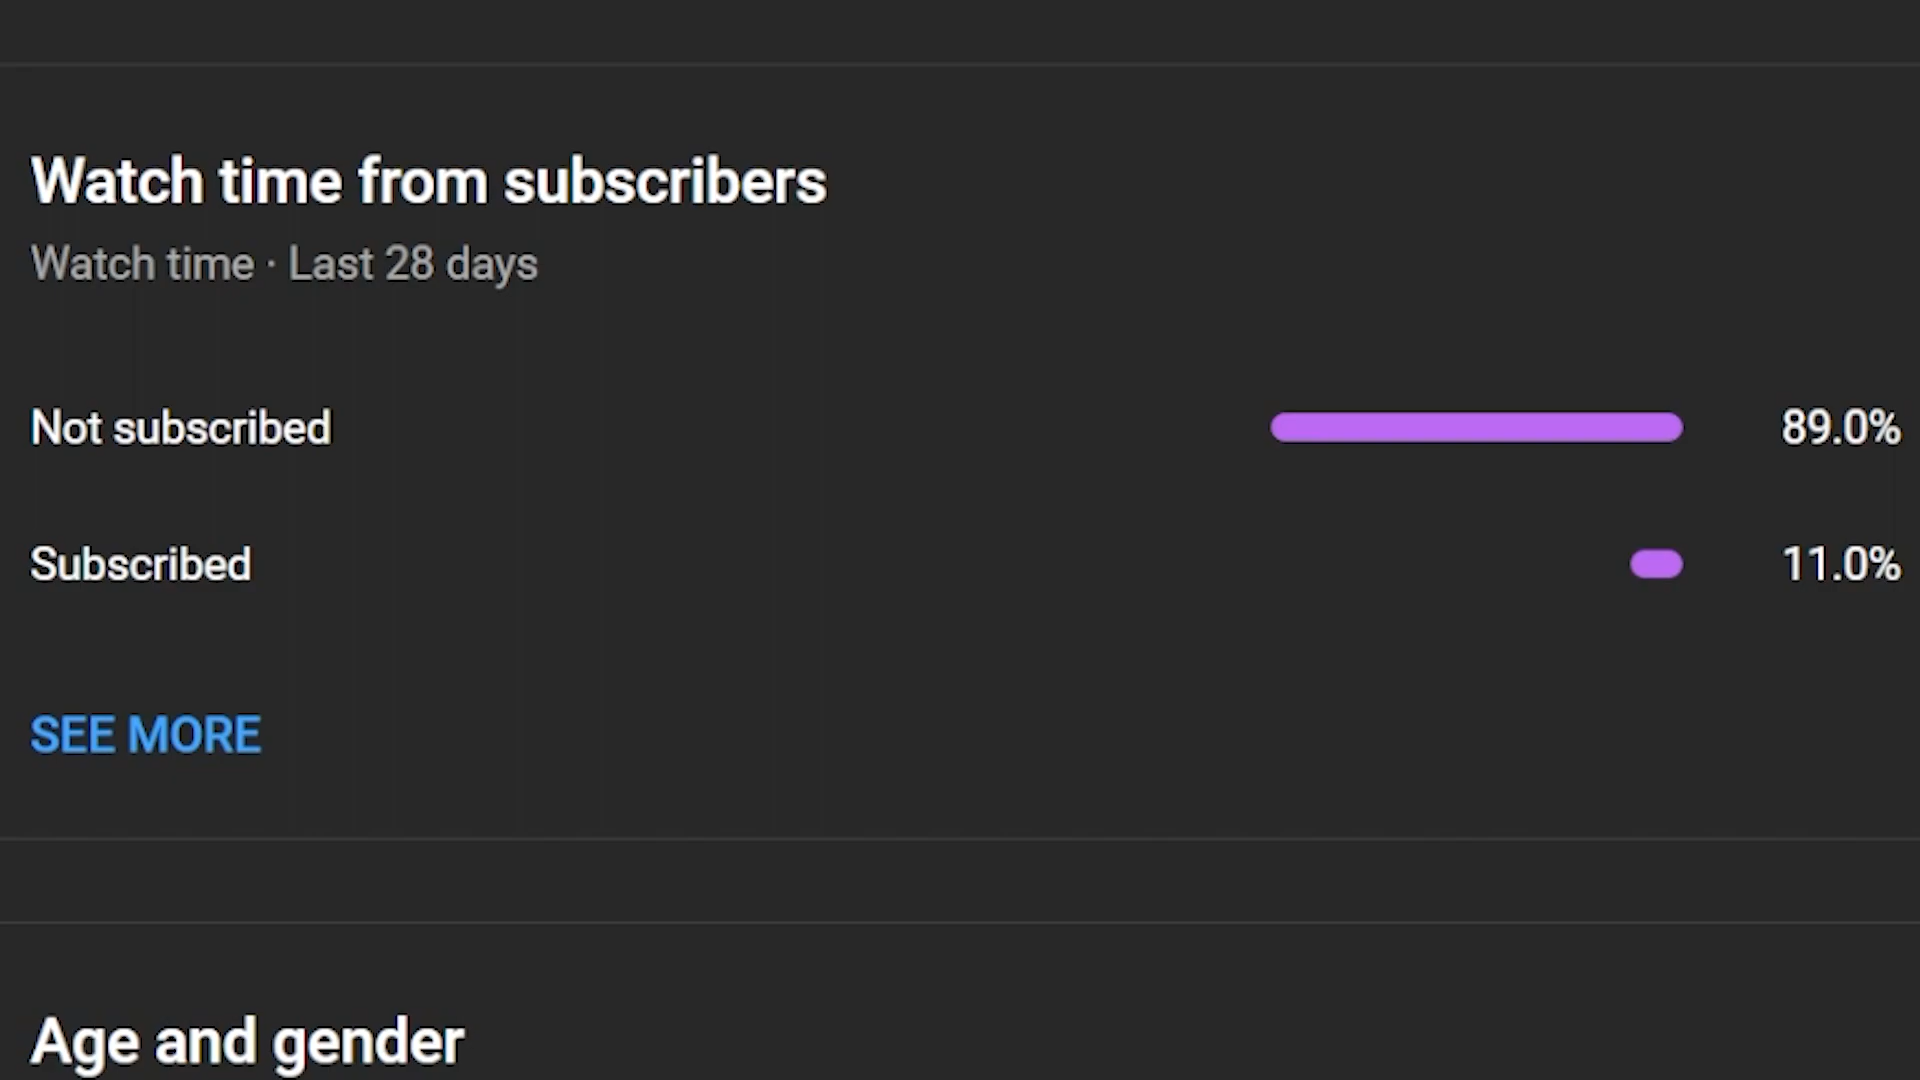 Watch time from subscribers
Watch time · Last 28 days
Not subscribed 89.0%
Subscribed 11.0%
SEE MORE
Age and gender